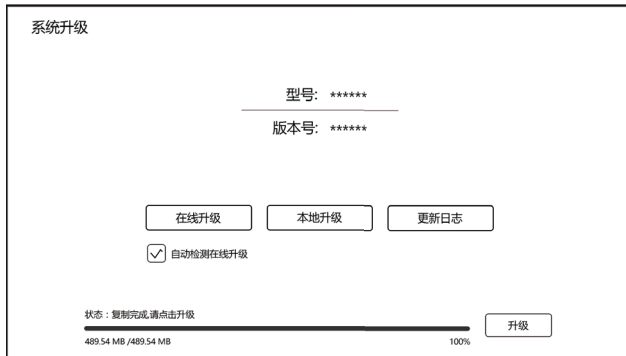 系统升级
型号: ******
版本号: ******
在线升级 本地升级 更新日志
自动检测在线升级
状态：复制完成,请点击升级
升级
489.54 MB /489.54 MB 100%